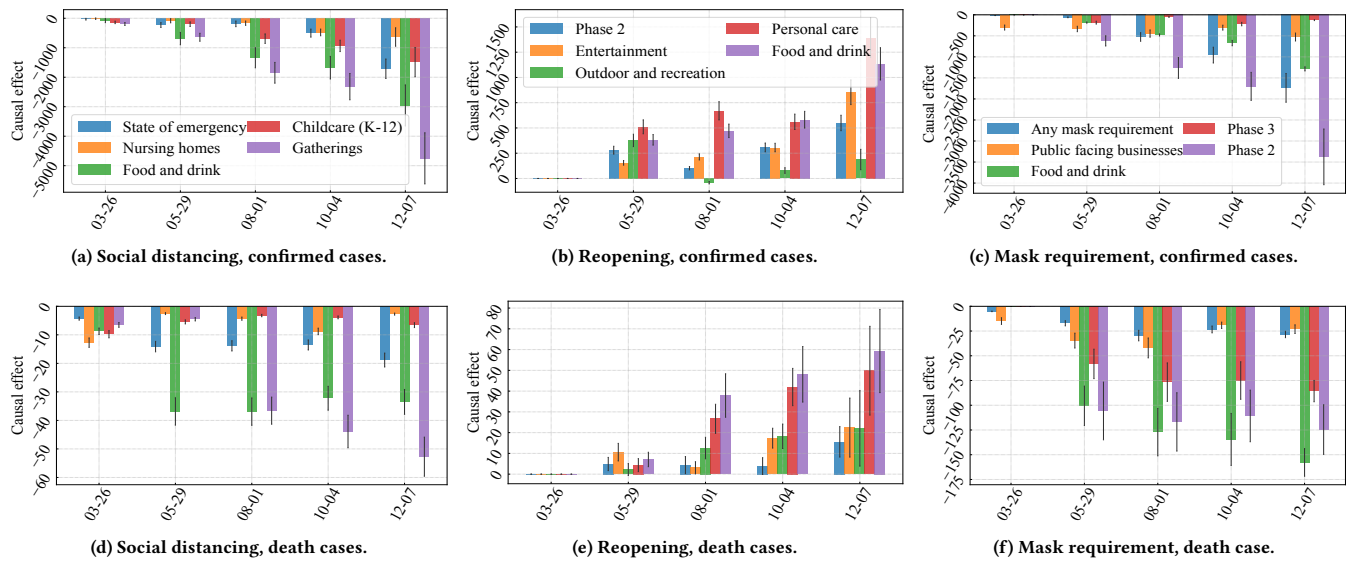 Causal effect
0
−1000
−2000
−3000
−4000
−5000
State of emergency
Nursing homes
Food and drink
Childcare (K-12)
Gatherings
03-26
05-29
08-01
10-04
12-07
(a) Social distancing, confirmed cases.
Causal effect
1500
1250
1000
750
500
250
0
Phase 2
Entertainment
Outdoor and recreation
Personal care
Food and drink
03-26
05-29
08-01
10-04
12-07
(b) Reopening, confirmed cases.
Causal effect
0
−500
−1000
−1500
−2000
−2500
−3000
−3500
−4000
Any mask requirement
Public facing businesses
Food and drink
Phase 3
Phase 2
03-26
05-29
08-01
10-04
12-07
(c) Mask requirement, confirmed cases.
Causal effect
0
−10
−20
−30
−40
−50
−60
03-26
05-29
08-01
10-04
12-07
(d) Social distancing, death cases.
Causal effect
80
70
60
50
40
30
20
10
0
03-26
05-29
08-01
10-04
12-07
(e) Reopening, death cases.
Causal effect
0
−25
−50
−75
−100
−125
−150
−175
03-26
05-29
08-01
10-04
12-07
(f) Mask requirement, death case.